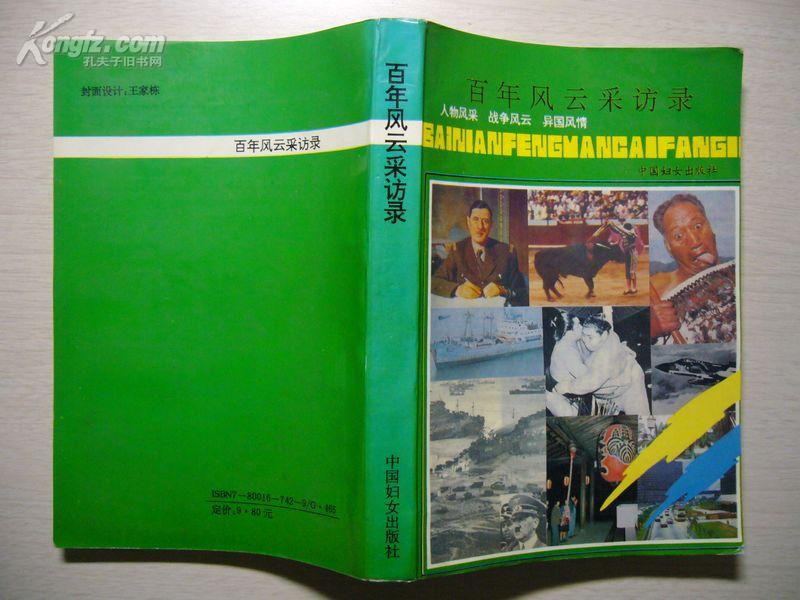 Kongfz.com
孔夫子旧书网
封面设计：王家栋
百年风云采访录
ISBN7—80016—742—9/G·465
定价：9·80元
百年风云采访录
中国妇女出版社
百年风云采访录
人物风采 战争风云 异国风情
BAINIANFENGYUNCAIFANGL
中国妇女出版社